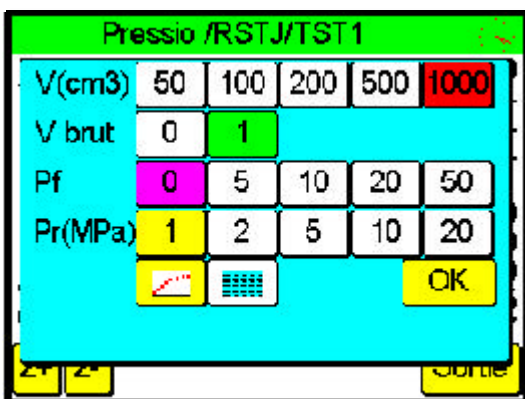 Pressio /RSTJ/TST1
V(cm3) 50 100 200 500 1000
V brut 0 1
Pf 0 5 10 20 50
Pr(MPa) 1 2 5 10 20
OK
Z+ Z- Sortie